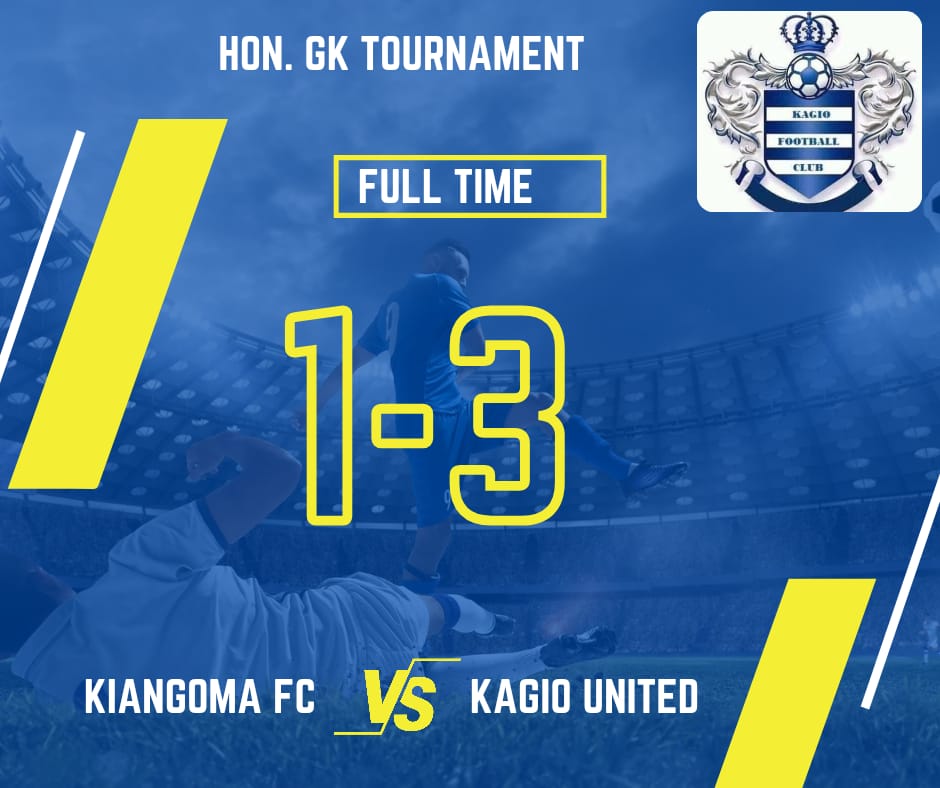 HON. GK TOURNAMENT
KAGIO
FOOTBALL
CLUB
FULL TIME
1-3
KIANGOMA FC VS KAGIO UNITED